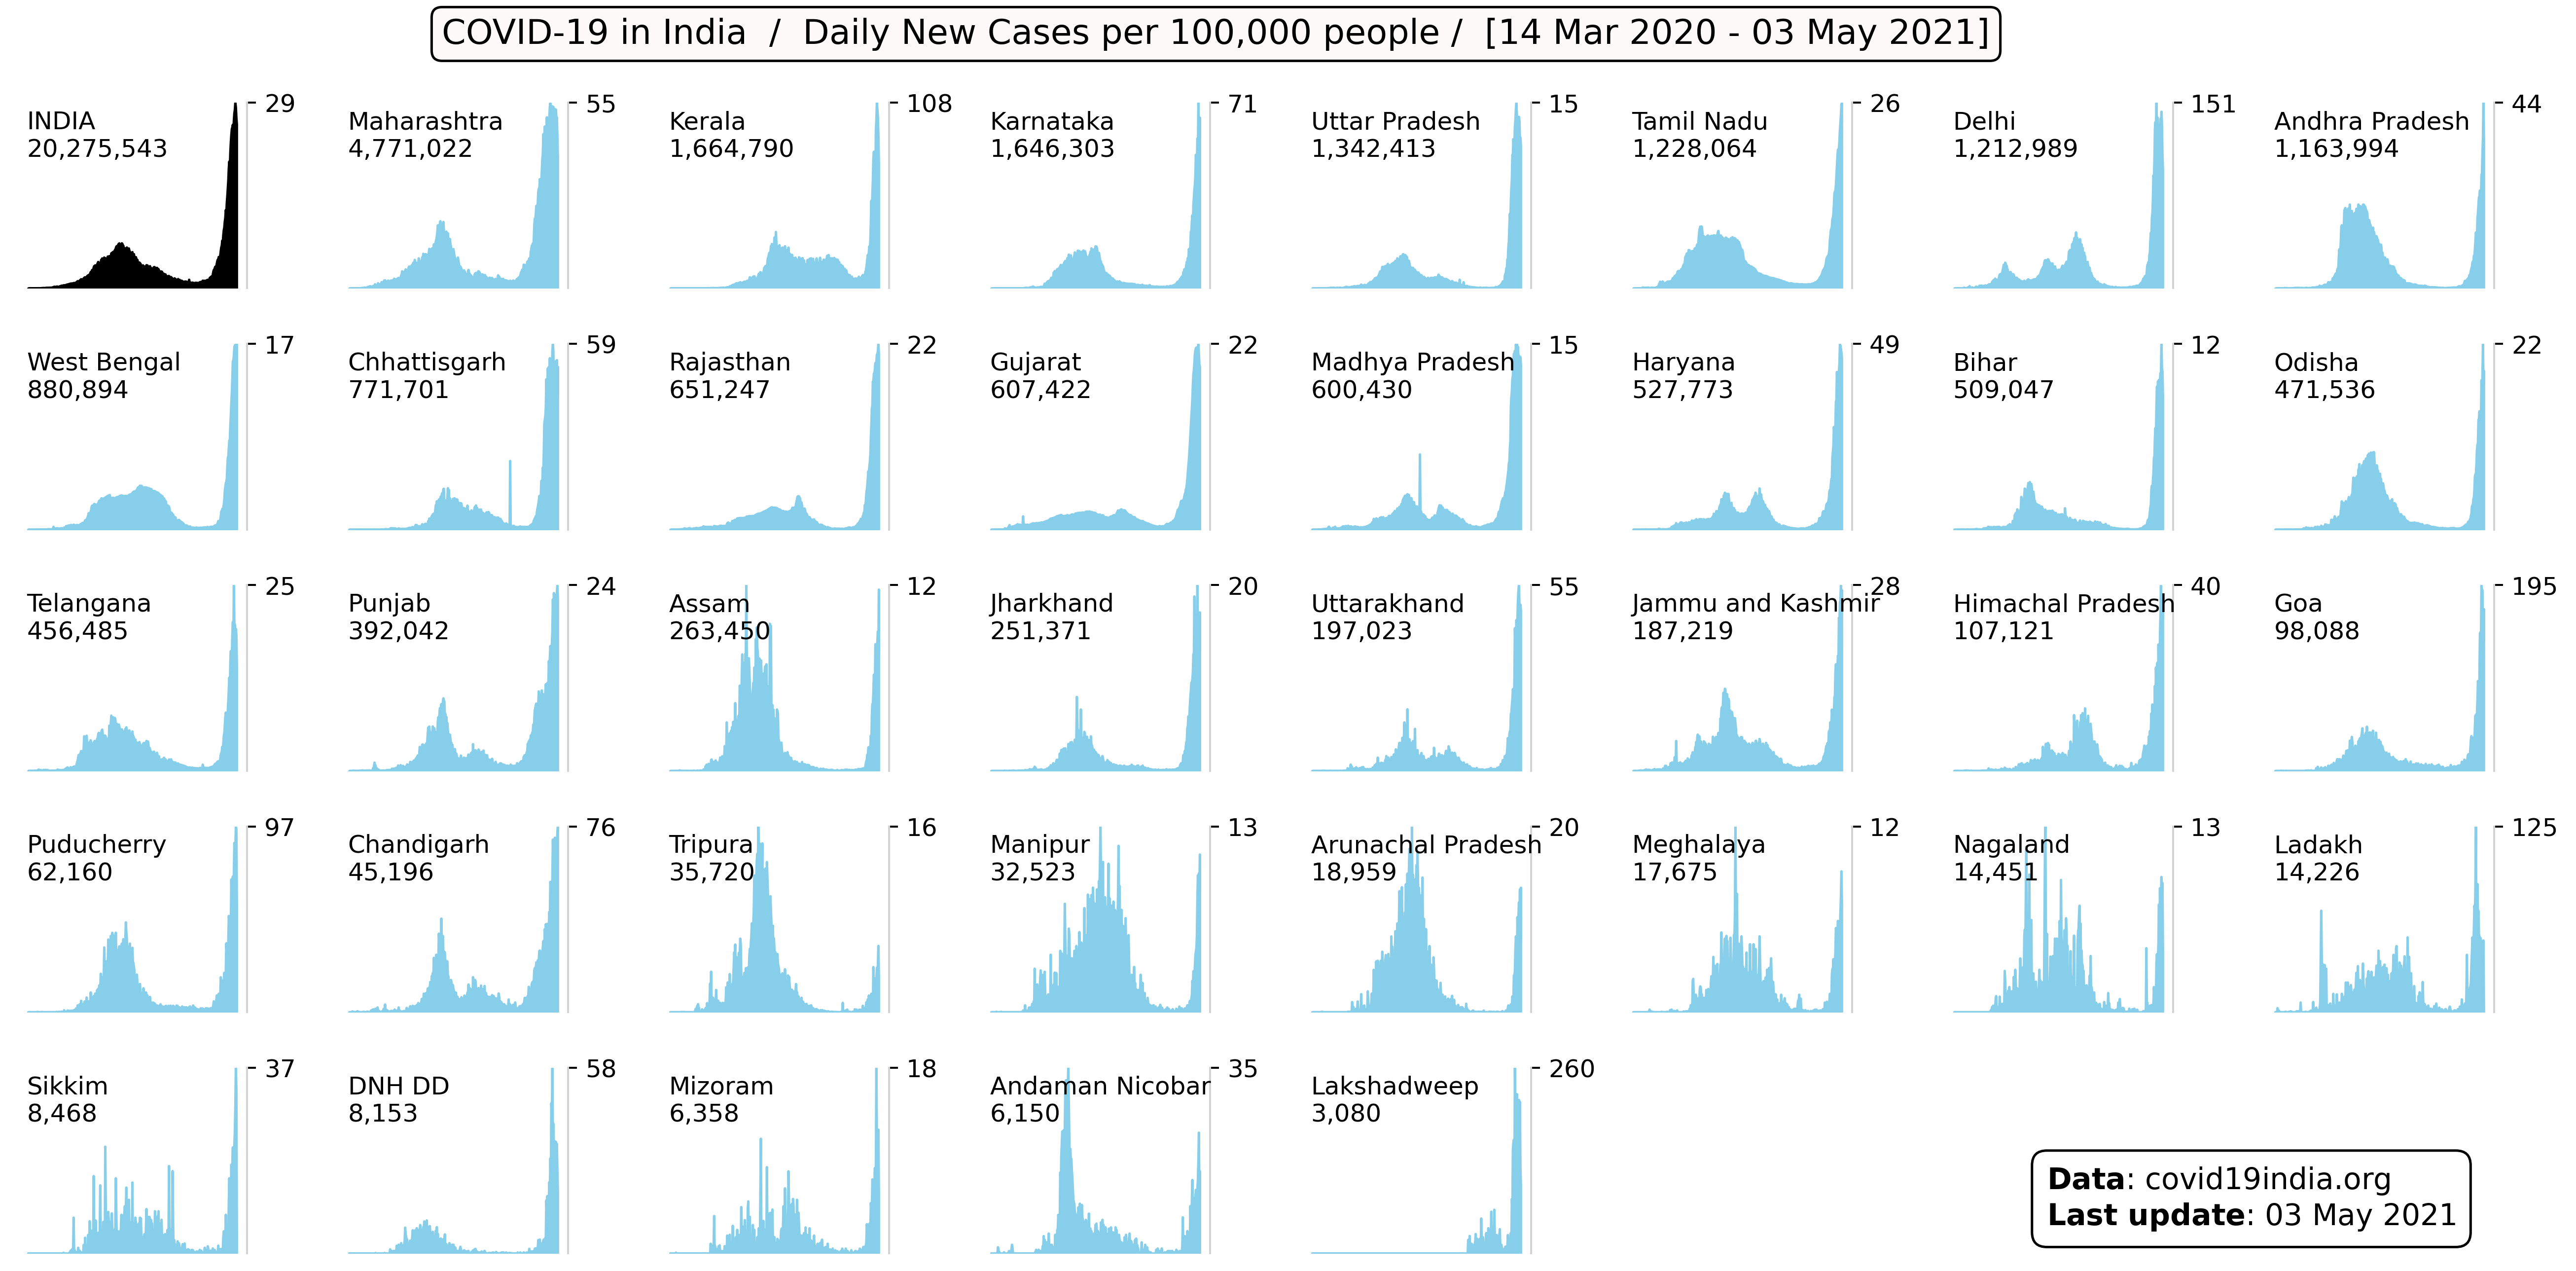 COVID-19 in India / Daily New Cases per 100,000 people / [14 Mar 2020 - 03 May 2021]
INDIA
20,275,543
29
Maharashtra
4,771,022
55
Kerala
1,664,790
108
Karnataka
1,646,303
71
Uttar Pradesh
1,342,413
15
Tamil Nadu
1,228,064
26
Delhi
1,212,989
151
Andhra Pradesh
1,163,994
44
West Bengal
880,894
17
Chhattisgarh
771,701
59
Rajasthan
651,247
22
Gujarat
607,422
22
Madhya Pradesh
600,430
15
Haryana
527,773
49
Bihar
509,047
12
Odisha
471,536
22
Telangana
456,485
25
Punjab
392,042
24
Assam
263,450
12
Jharkhand
251,371
20
Uttarakhand
197,023
55
Jammu and Kashmir
187,219
28
Himachal Pradesh
107,121
40
Goa
98,088
195
Puducherry
62,160
97
Chandigarh
45,196
76
Tripura
35,720
16
Manipur
32,523
13
Arunachal Pradesh
18,959
20
Meghalaya
17,675
12
Nagaland
14,451
13
Ladakh
14,226
125
Sikkim
8,468
37
DNH DD
8,153
58
Mizoram
6,358
18
Andaman Nicobar
6,150
35
Lakshadweep
3,080
260
Data: covid19india.org
Last update: 03 May 2021